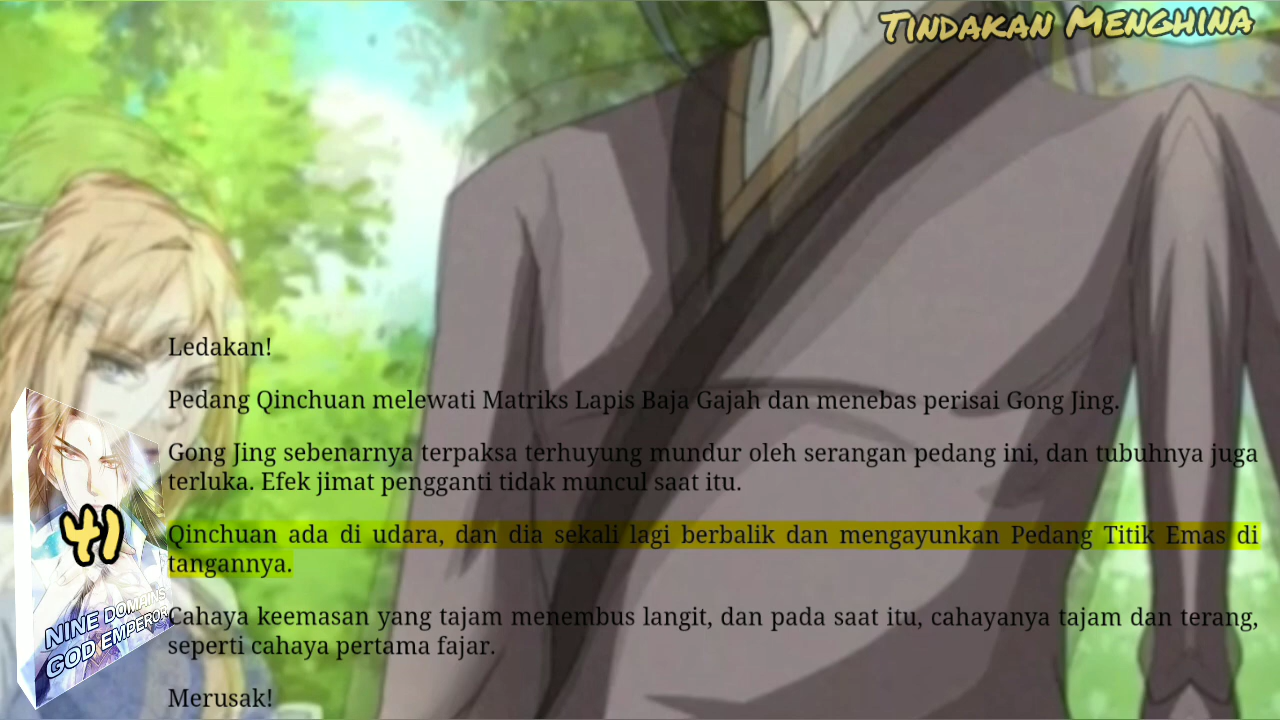 Tindakan Menghina
Ledakan!
Pedang Qinchuan melewati Matriks Lapis Baja Gajah dan menebas perisai Gong Jing.
Gong Jing sebenarnya terpaksa terhuyung mundur oleh serangan pedang ini, dan tubuhnya juga
terluka. Efek jimat pengganti tidak muncul saat itu.
Qinchuan ada di udara, dan dia sekali lagi berbalik dan mengayunkan Pedang Titik Emas di
tangannya.
Cahaya keemasan yang tajam menembus langit, dan pada saat itu, cahayanya tajam dan terang,
seperti cahaya pertama fajar.
Merusak!
41
NINE DOMAINS
GOD EMPEROR